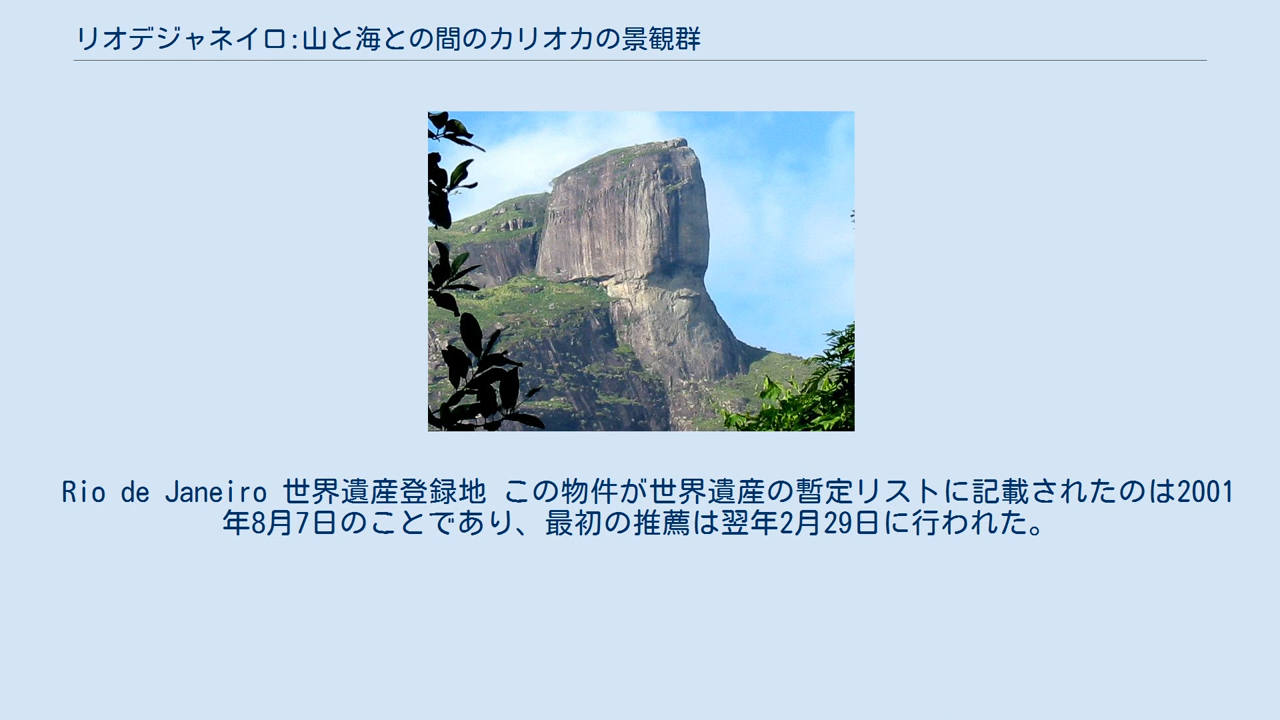 リオデジャネイロ:山と海との間のカリオカの景観群
Rio de Janeiro 世界遺産登録地 この物件が世界遺産の暫定リストに記載されたのは2001
年8月7日のことであり、最初の推薦は翌年2月29日に行われた。